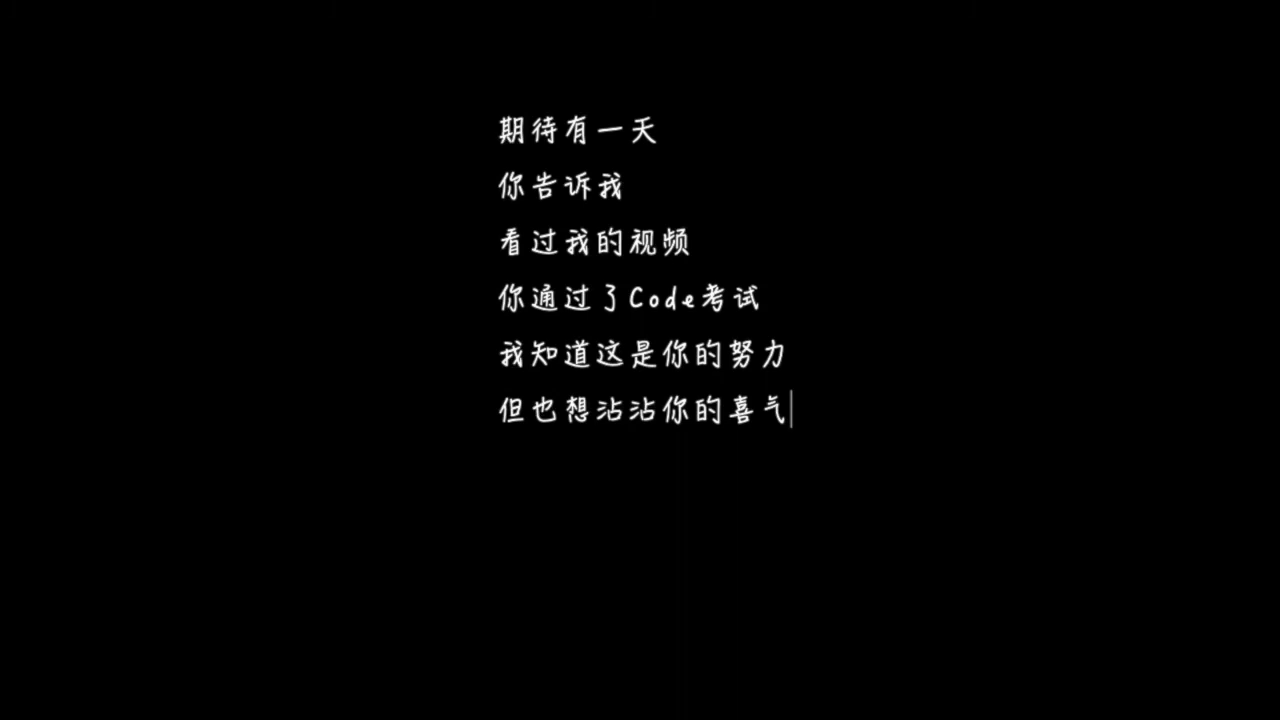 期待有一天
你告诉我
看过我的视频
你通过了Code考试
我知道这是你的努力
但也想沾沾你的喜气